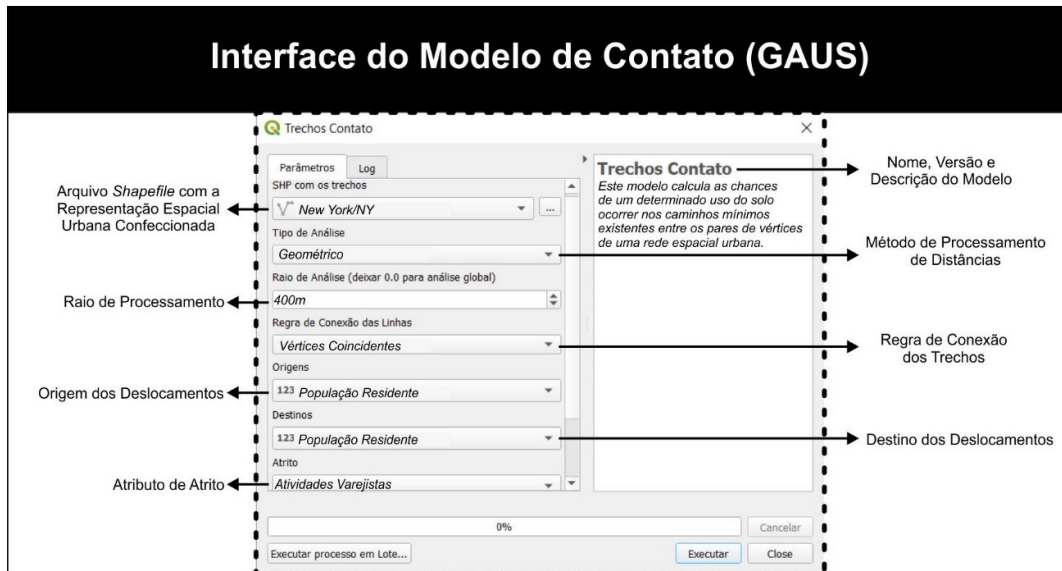 Interface do Modelo de Contato (GAUS)
Trechos Contato
Parâmetros
Log
SHP com os trechos
New York/NY
...
Tipo de Análise
Geométrico
Raio de Análise (deixar 0.0 para análise global)
400m
Regra de Conexão das Linhas
Vértices Coincidentes
Origens
123 População Residente
Destinos
123 População Residente
Atrito
Atividades Varejistas
Trechos Contato
Este modelo calcula as chances
de um determinado uso do solo
ocorrer nos caminhos mínimos
existentes entre os pares de vértices
de uma rede espacial urbana.
0%
Cancelar
Executar processo em Lote...
Executar
Close
Arquivo Shapefile com a
Representação Espacial
Urbana Confeccionada
Raio de Processamento
Origem dos Deslocamentos
Atributo de Atrito
Nome, Versão e
Descrição do Modelo
Método de Processamento
de Distâncias
Regra de Conexão
dos Trechos
Destino dos Deslocamentos